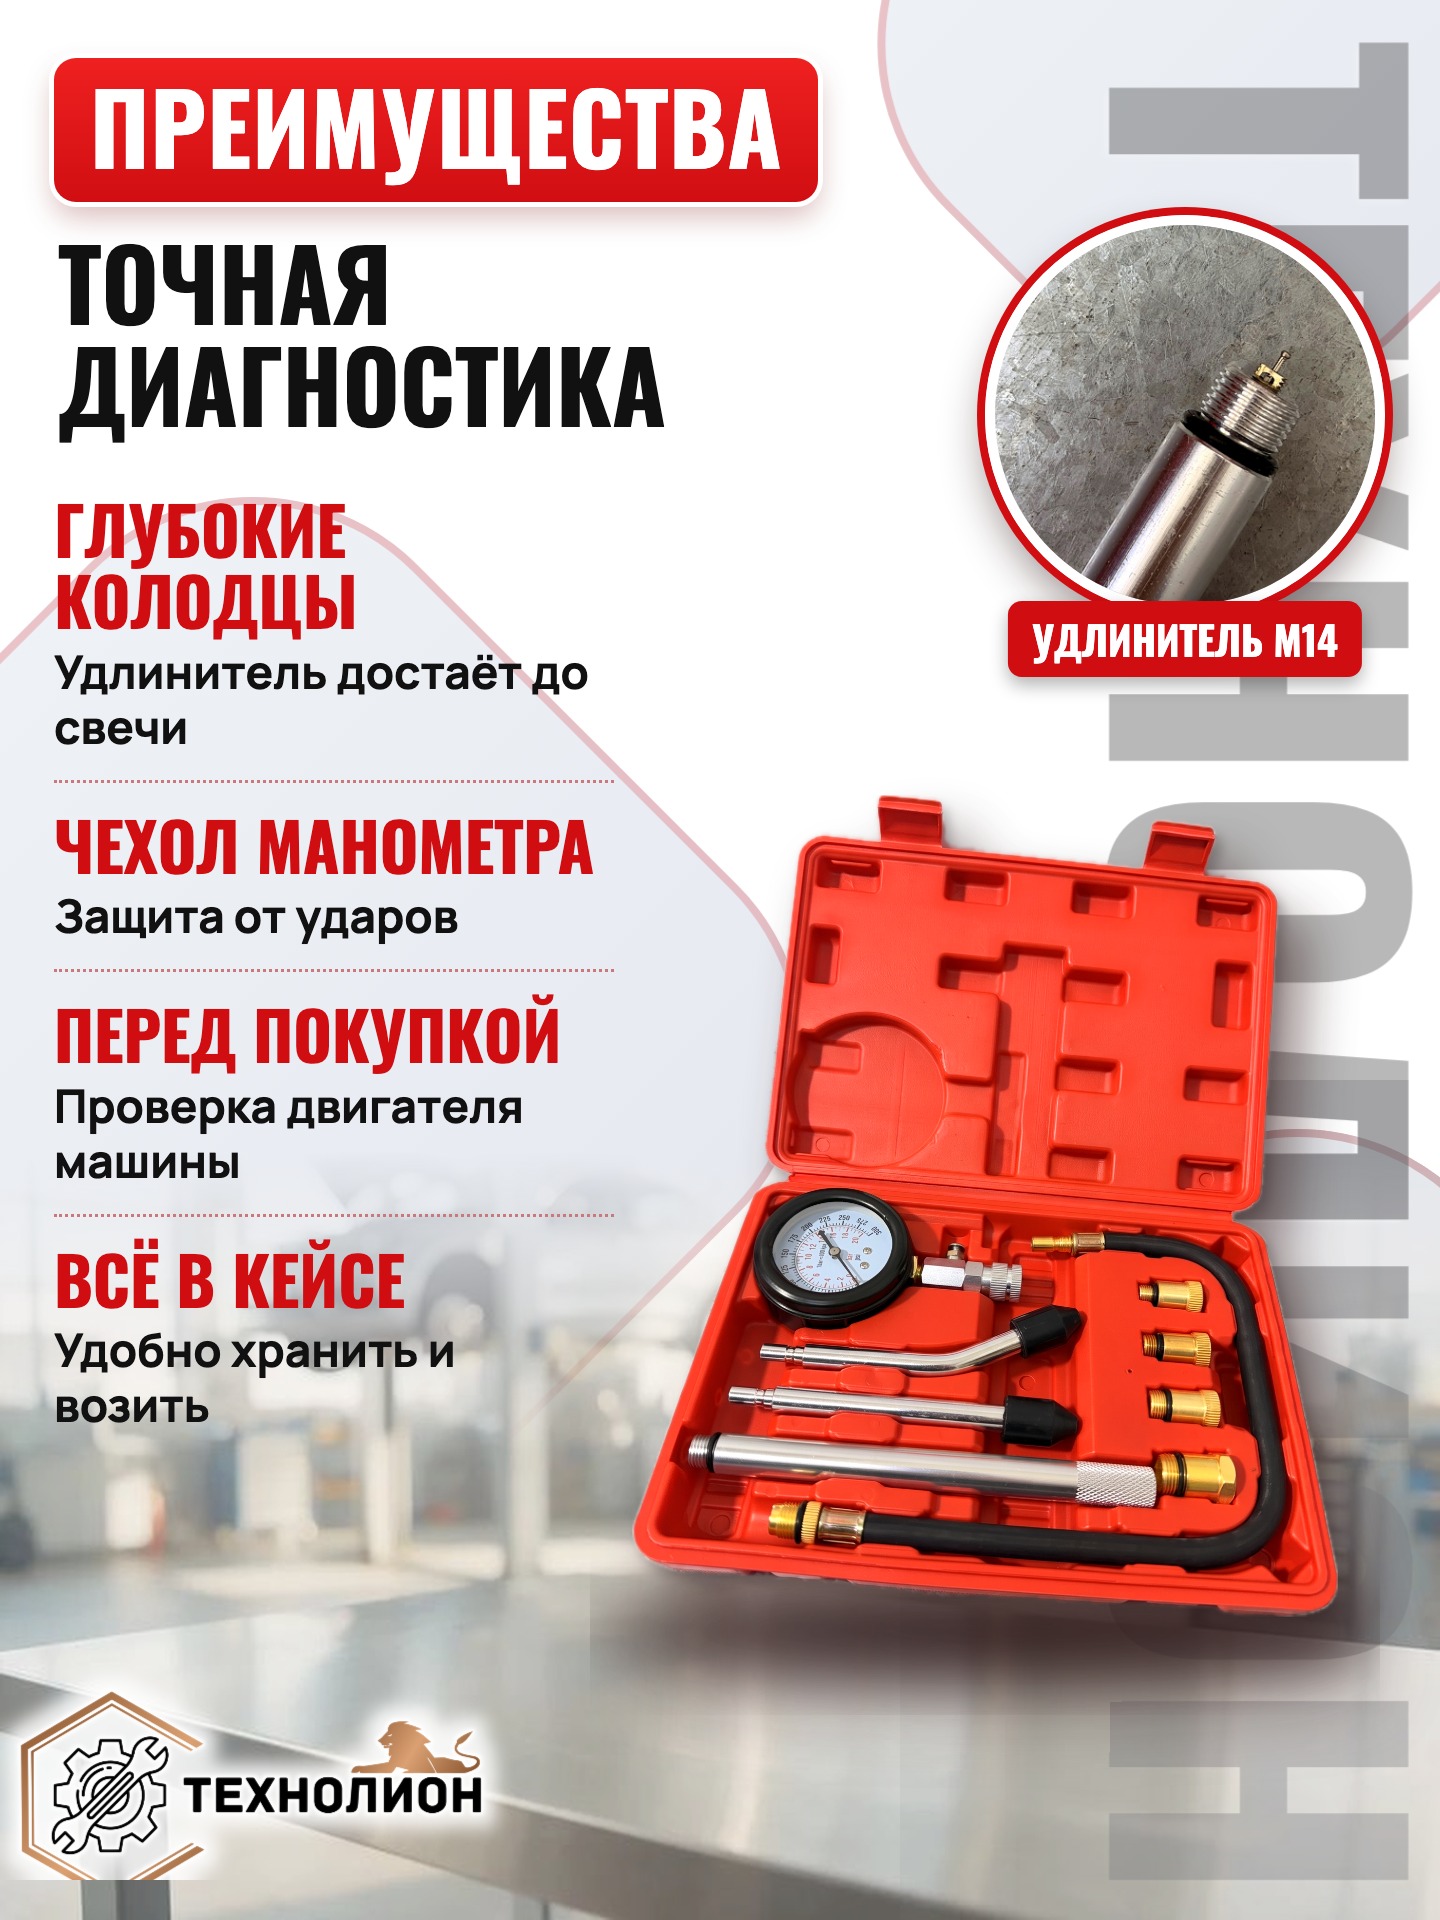 ПРЕИМУЩЕСТВА
ТОЧНАЯ
ДИАГНОСТИКА
ГЛУБОКИЕ
КОЛОДЦЫ
Удлинитель достаёт до
свечи
ЧЕХОЛ МАНОМЕТРА
Защита от ударов
ПЕРЕД ПОКУПКОЙ
Проверка двигателя
машины
ВСЁ В КЕЙСЕ
Удобно хранить и
возить
УДЛИНИТЕЛЬ М14
ТЕХНОЛИОН